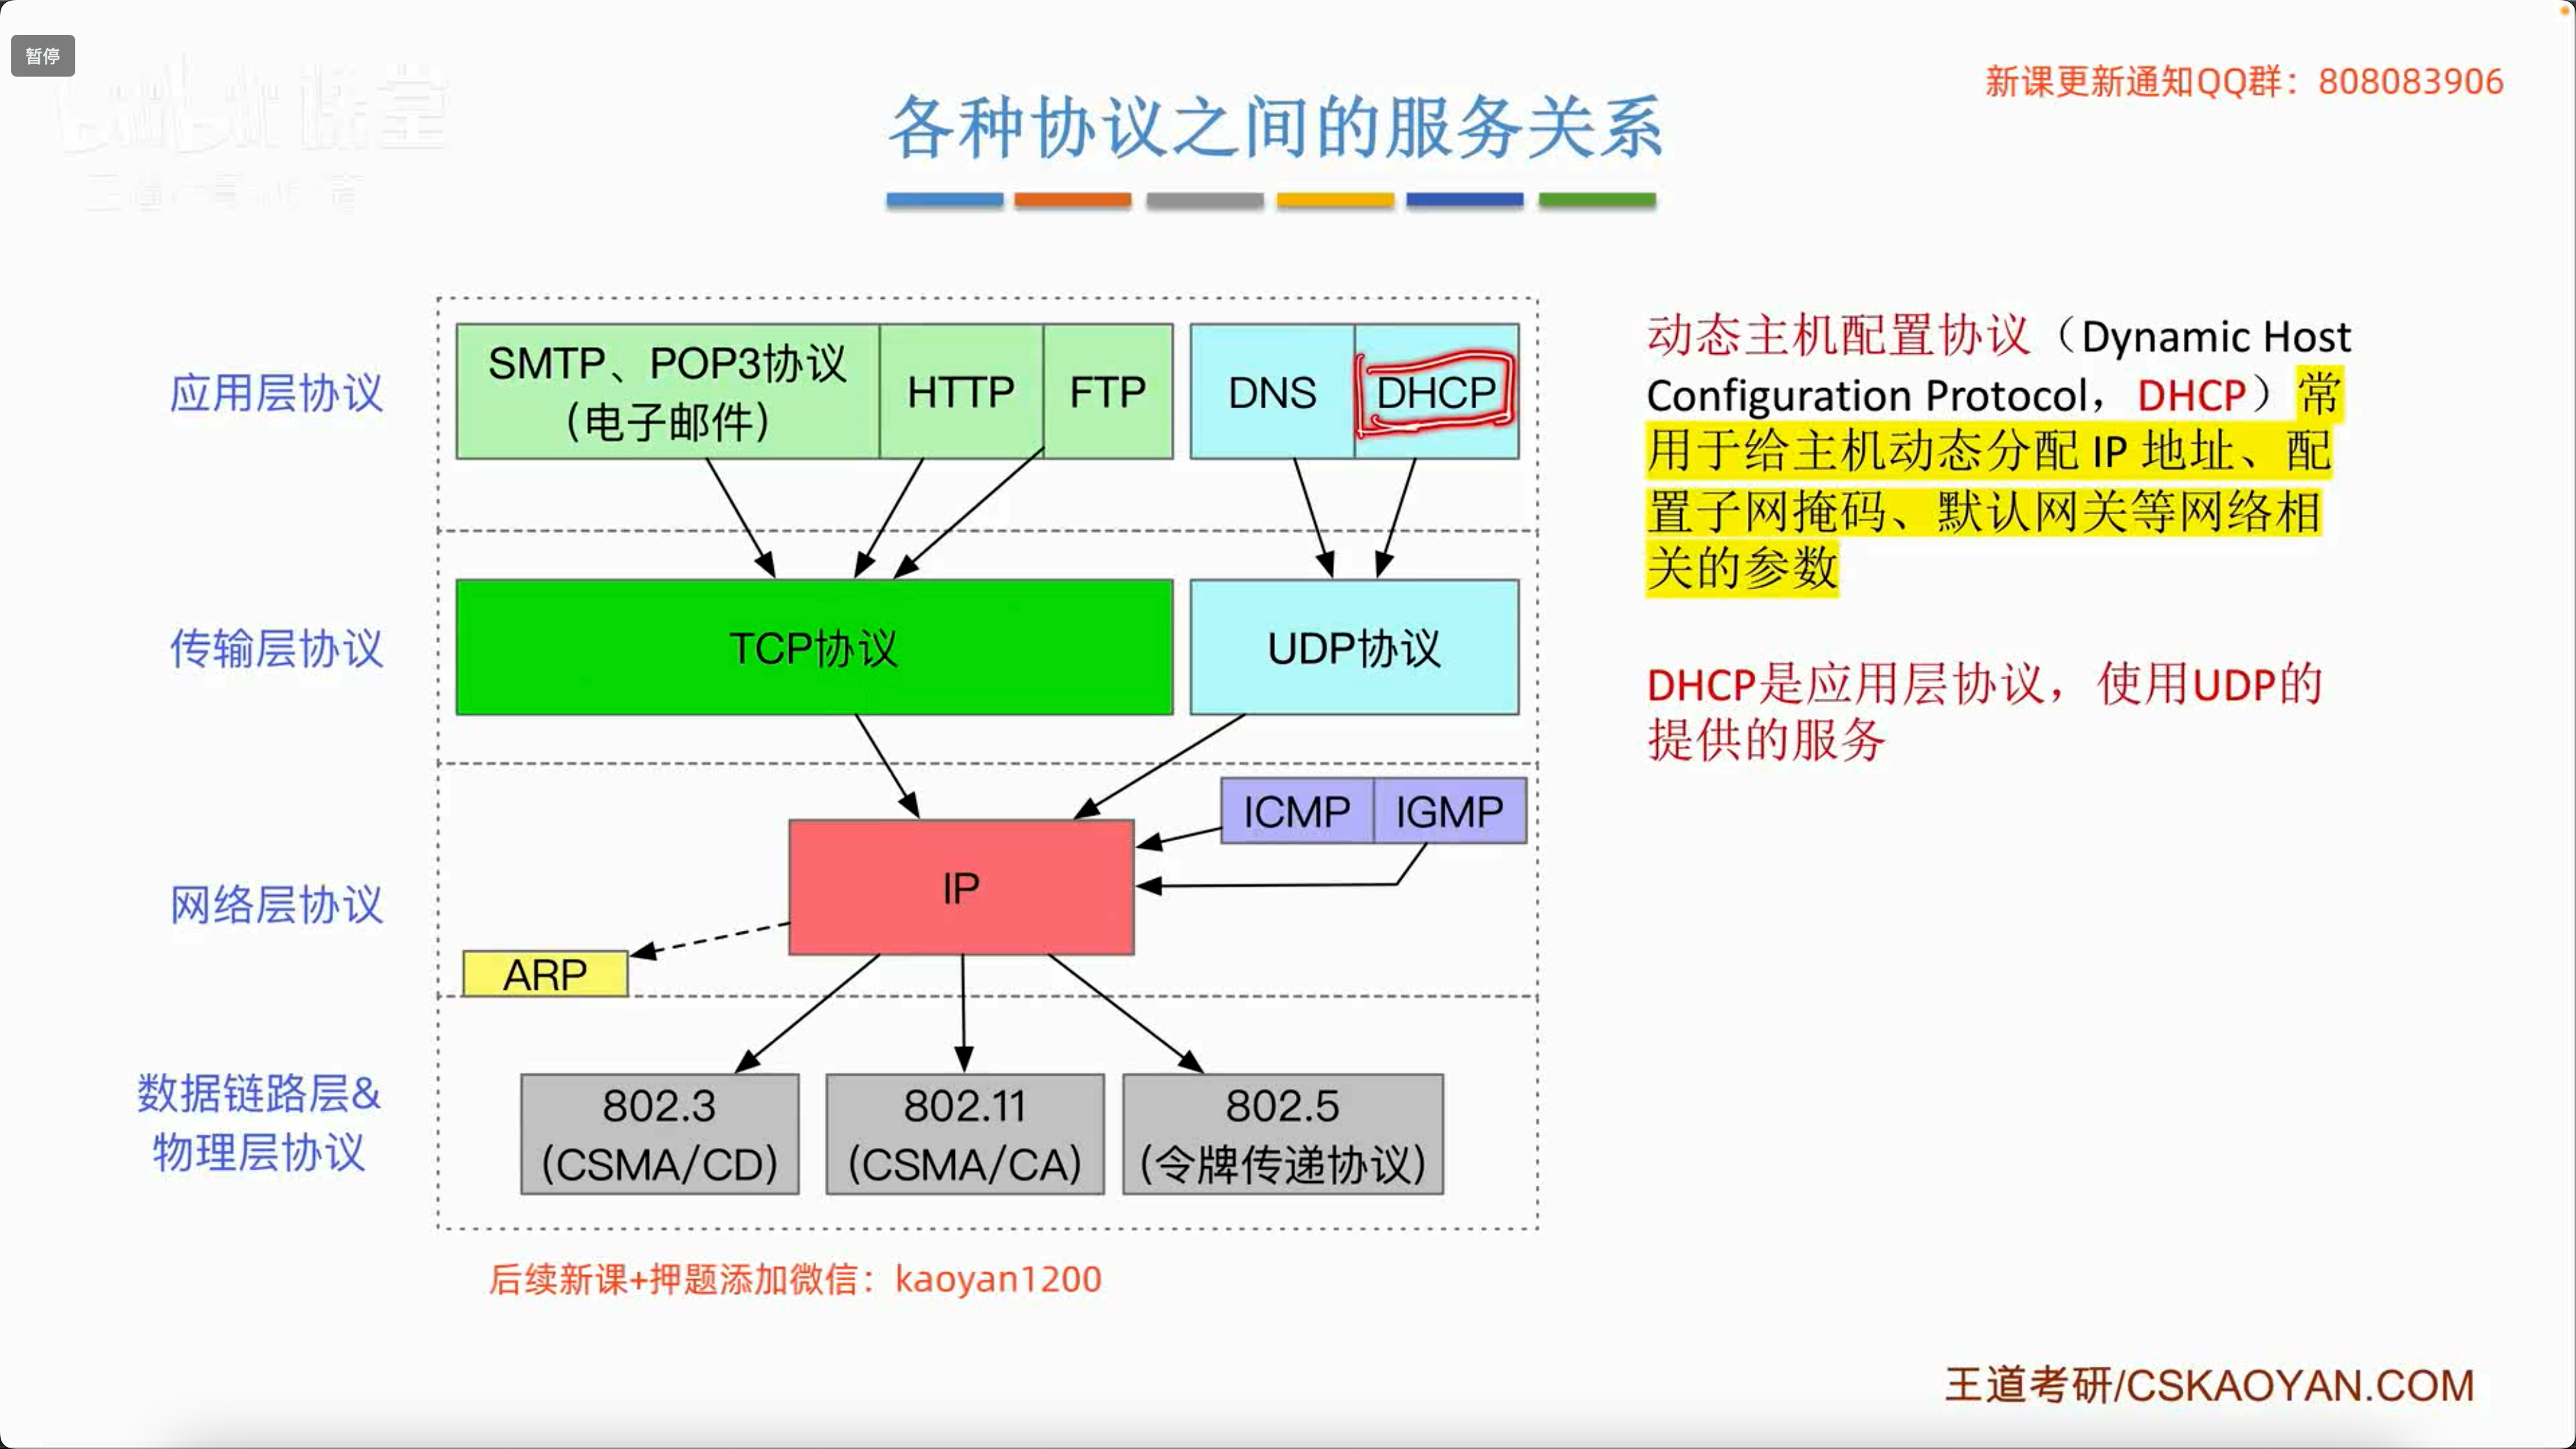 暂停
新课更新通知QQ群：808083906
各种协议之间的服务关系
应用层协议
SMTP、POP3协议
（电子邮件）
HTTP
FTP
DNS
DHCP
传输层协议
TCP协议
UDP协议
网络层协议
ICMP
IGMP
IP
ARP
数据链路层&
物理层协议
802.3
(CSMA/CD)
802.11
(CSMA/CA)
802.5
(令牌传递协议)
动态主机配置协议（Dynamic Host
Configuration Protocol，DHCP）常
用于给主机动态分配 IP 地址、配
置子网掩码、默认网关等网络相
关的参数
DHCP是应用层协议，使用UDP的
提供的服务
后续新课+押题添加微信：kaoyan1200
王道考研/CSKAOYAN.COM